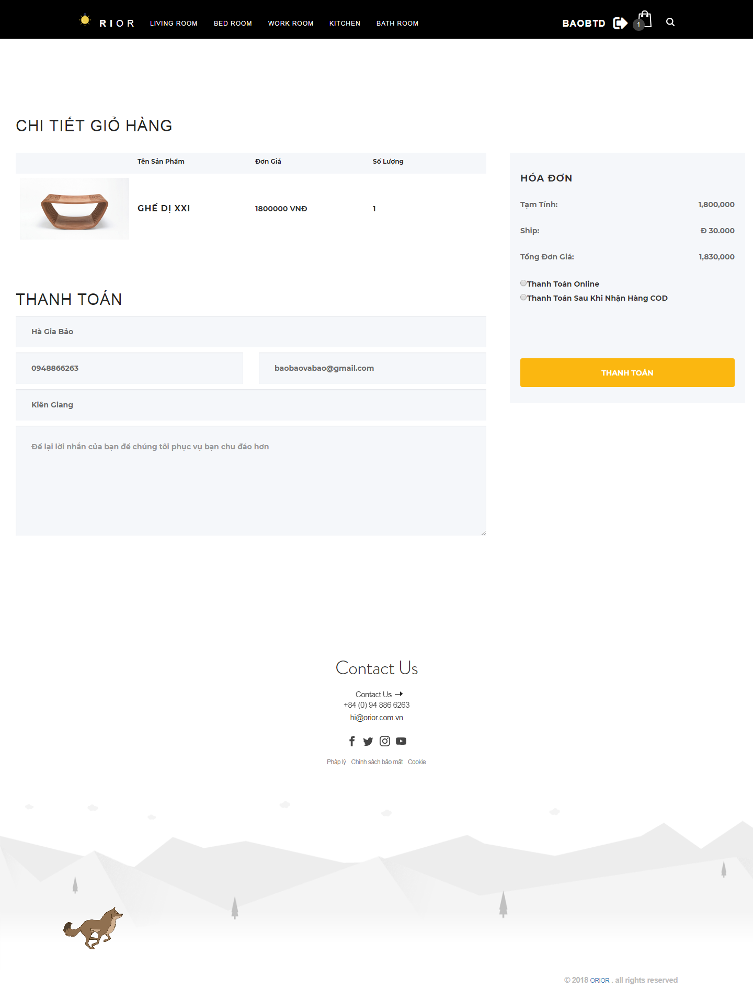 RIOR LIVING ROOM BED ROOM WORK ROOM KITCHEN BATH ROOM BAOBTD 1
CHI TIẾT GIỎ HÀNG
Tên Sản Phẩm Đơn Giá Số Lượng
GHẾ DỊ XXI 1800000 VNĐ 1
HÓA ĐƠN
Tạm Tính: 1,800,000
Ship: Đ 30.000
Tổng Đơn Giá: 1,830,000
Thanh Toán Online
Thanh Toán Sau Khi Nhận Hàng COD
THANH TOÁN
THANH TOÁN
Hà Gia Bảo
0948866263 baobaovabao@gmail.com
Kiên Giang
Để lại lời nhắn của bạn để chúng tôi phục vụ bạn chu đáo hơn
Contact Us
Contact Us
+84 (0) 94 886 6263
hi@orior.com.vn
Pháp lý Chính sách bảo mật Cookie
© 2018 ORIOR . all rights reserved